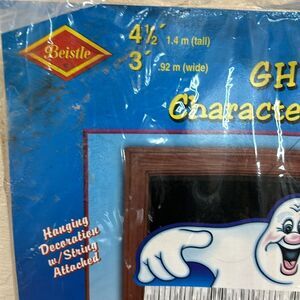 Beistle
4½' 1.4 m (tall)
3' .92 m (wide)
GH
Characte
Hanging
Decoration
w/String
Attached